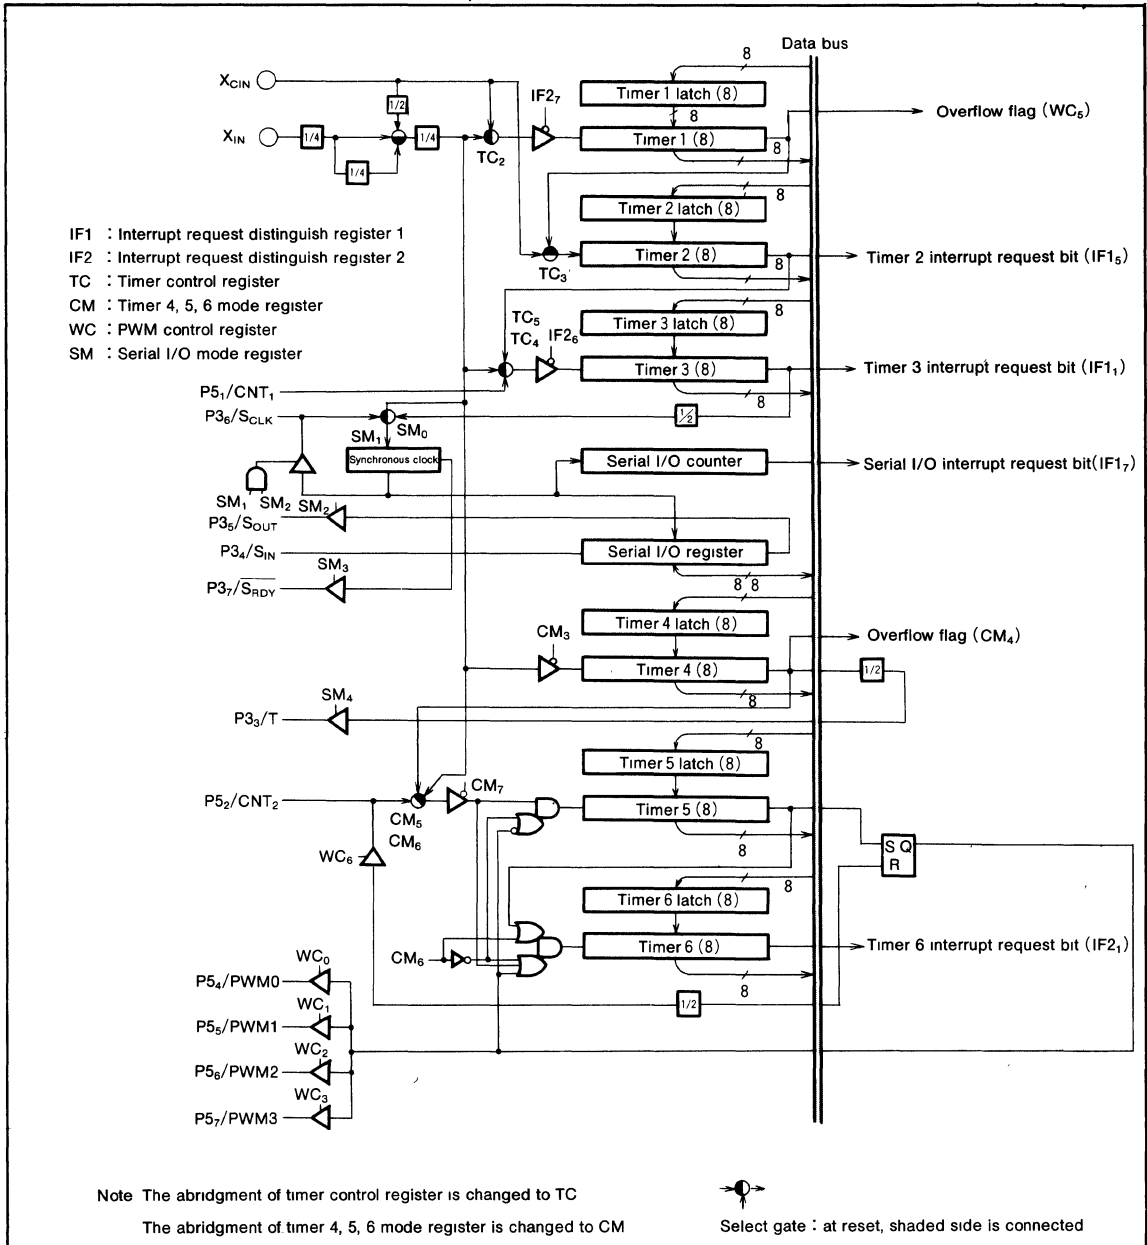 Data bus
8
X_CIN
1/2
IF2₇
Timer 1 latch (8)
8
Overflow flag (WC₅)
X_IN
1/4
1/4
1/4
TC₂
Timer 1 (8)
8
8
Timer 2 latch (8)
IF1 : Interrupt request distinguish register 1
IF2 : Interrupt request distinguish register 2
TC : Timer control register
CM : Timer 4, 5, 6 mode register
WC : PWM control register
SM : Serial I/O mode register
TC₃
Timer 2 (8)
Timer 2 interrupt request bit (IF1₅)
8
8
TC₅
TC₄
IF2₆
Timer 3 latch (8)
Timer 3 (8)
Timer 3 interrupt request bit (IF1₁)
8
P5₁/CNT₁
P3₆/S_CLK
1/2
SM₁
SM₀
Synchronous clock
Serial I/O counter
Serial I/O interrupt request bit(IF1₇)
SM₁
SM₂
SM₂
P3₅/S_OUT
P3₄/S_IN
Serial I/O register
8 8
SM₃
P3₇/S̅_R̅D̅Y̅
8
CM₃
Timer 4 latch (8)
Overflow flag (CM₄)
Timer 4 (8)
1/2
8
SM₄
P3₃/T
8
Timer 5 latch (8)
P5₂/CNT₂
CM₇
CM₅
CM₆
Timer 5 (8)
8
S Q
R
WC₆
8
Timer 6 latch (8)
CM₆
Timer 6 (8)
Timer 6 interrupt request bit (IF2₁)
8
1/2
WC₀
P5₄/PWM0
WC₁
P5₅/PWM1
WC₂
P5₆/PWM2
WC₃
P5₇/PWM3
Note The abridgment of timer control register is changed to TC
The abridgment of timer 4, 5, 6 mode register is changed to CM
Select gate : at reset, shaded side is connected